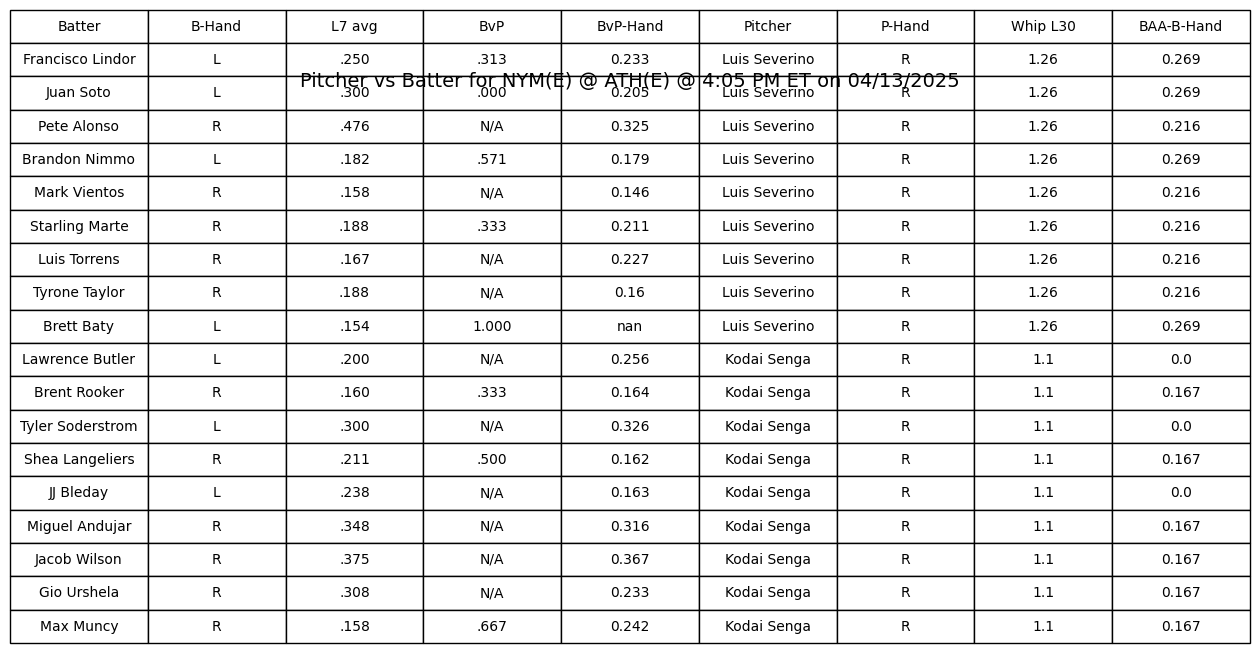 Batter B-Hand L7 avg BvP BvP-Hand Pitcher P-Hand Whip L30 BAA-B-Hand
Francisco Lindor L .250 .313 0.233 Luis Severino R 1.26 0.269
Pitcher vs Batter for NYM(E) @ ATH(E) @ 4:05 PM ET on 04/13/2025
Juan Soto L .300 .000 0.205 Luis Severino R 1.26 0.269
Pete Alonso R .476 N/A 0.325 Luis Severino R 1.26 0.216
Brandon Nimmo L .182 .571 0.179 Luis Severino R 1.26 0.269
Mark Vientos R .158 N/A 0.146 Luis Severino R 1.26 0.216
Starling Marte R .188 .333 0.211 Luis Severino R 1.26 0.216
Luis Torrens R .167 N/A 0.227 Luis Severino R 1.26 0.216
Tyrone Taylor R .188 N/A 0.16 Luis Severino R 1.26 0.216
Brett Baty L .154 1.000 nan Luis Severino R 1.26 0.269
Lawrence Butler L .200 N/A 0.256 Kodai Senga R 1.1 0.0
Brent Rooker R .160 .333 0.164 Kodai Senga R 1.1 0.167
Tyler Soderstrom L .300 N/A 0.326 Kodai Senga R 1.1 0.0
Shea Langeliers R .211 .500 0.162 Kodai Senga R 1.1 0.167
JJ Bleday L .238 N/A 0.163 Kodai Senga R 1.1 0.0
Miguel Andujar R .348 N/A 0.316 Kodai Senga R 1.1 0.167
Jacob Wilson R .375 N/A 0.367 Kodai Senga R 1.1 0.167
Gio Urshela R .308 N/A 0.233 Kodai Senga R 1.1 0.167
Max Muncy R .158 .667 0.242 Kodai Senga R 1.1 0.167